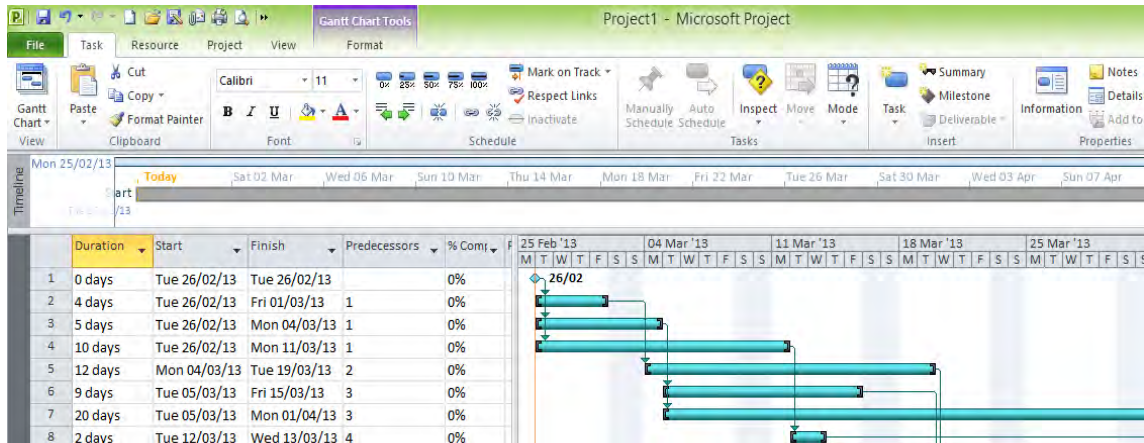 Gantt Chart Tools
Project1 - Microsoft Project
File Task Resource Project View Format
Gantt Chart
View
Paste
Cut
Copy
Format Painter
Clipboard
Calibri 11
B I U A
Font
0% 25% 50% 75% 100%
Mark on Track
Respect Links
Inactivate
Schedule
Manually Schedule
Auto Schedule
Inspect
Move
Mode
Tasks
Task
Summary
Milestone
Deliverable
Insert
Information
Notes
Details
Add to
Properties
Timeline
Mon 25/02/13
Today Sat 02 Mar Wed 06 Mar Sun 10 Mar Thu 14 Mar Mon 18 Mar Fri 22 Mar Tue 26 Mar Sat 30 Mar Wed 03 Apr Sun 07 Apr
art
/13
Duration Start Finish Predecessors % Com 25 Feb '13 04 Mar '13 11 Mar '13 18 Mar '13 25 Mar '13
M T W T F S S M T W T F S S M T W T F S S M T W T F S S M T W T F S S
1 0 days Tue 26/02/13 Tue 26/02/13 0% 26/02
2 4 days Tue 26/02/13 Fri 01/03/13 1 0%
3 5 days Tue 26/02/13 Mon 04/03/13 1 0%
4 10 days Tue 26/02/13 Mon 11/03/13 1 0%
5 12 days Mon 04/03/13 Tue 19/03/13 2 0%
6 9 days Tue 05/03/13 Fri 15/03/13 3 0%
7 20 days Tue 05/03/13 Mon 01/04/13 3 0%
8 2 days Tue 12/03/13 Wed 13/03/13 4 0%